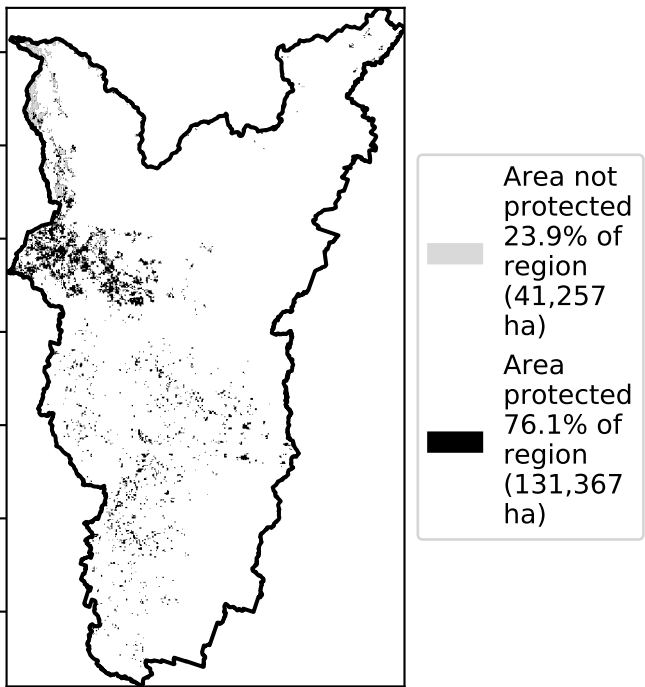 Area not
protected
23.9% of
region
(41,257
ha)
Area
protected
76.1% of
region
(131,367
ha)